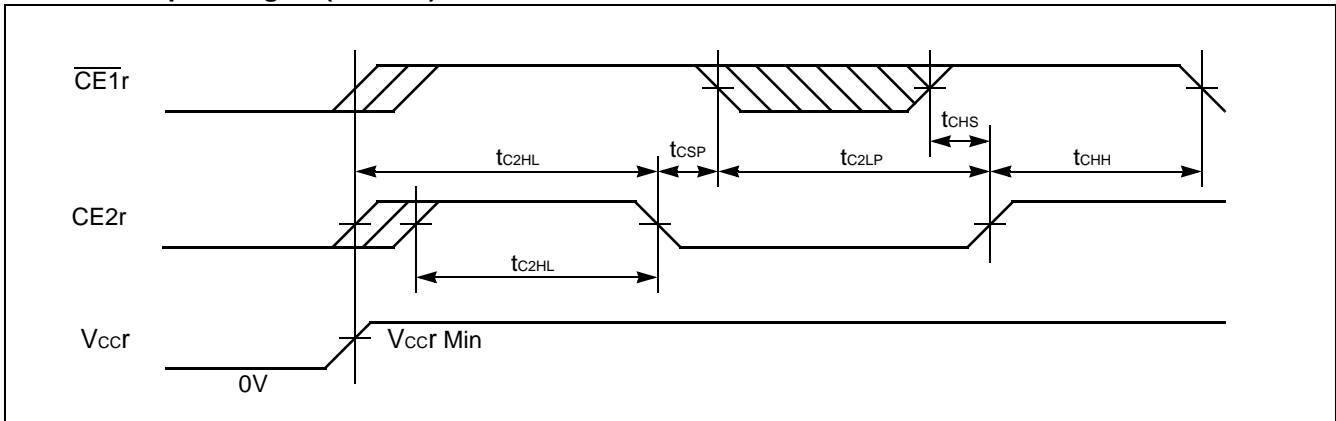 CE1r
tCHS
tC2HL
tCSP
tC2LP
tCHH
CE2r
tC2HL
VCCr
VCCr Min
0V